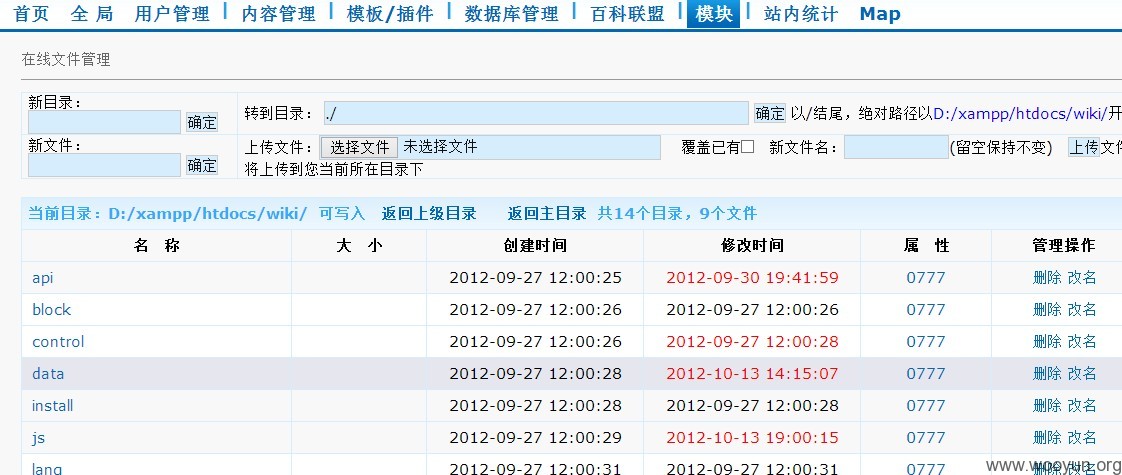 首页 全局 用户管理 | 内容管理 | 模板/插件 | 数据库管理 | 百科联盟 | 模块 | 站内统计 Map
在线文件管理
新目录：
确定
转到目录： ./ 确定 以/结尾，绝对路径以D:/xampp/htdocs/wiki/开
新文件：
确定
上传文件： 选择文件 未选择文件 覆盖已有 新文件名： (留空保持不变) 上传文
将上传到您当前所在目录下
当前目录：D:/xampp/htdocs/wiki/ 可写入 返回上级目录 返回主目录 共14个目录，9个文件
名 称 大 小 创建时间 修改时间 属 性 管理操作
api 2012-09-27 12:00:25 2012-09-30 19:41:59 0777 删除 改名
block 2012-09-27 12:00:26 2012-09-27 12:00:26 0777 删除 改名
control 2012-09-27 12:00:26 2012-09-27 12:00:28 0777 删除 改名
data 2012-09-27 12:00:28 2012-10-13 14:15:07 0777 删除 改名
install 2012-09-27 12:00:28 2012-09-27 12:00:28 0777 删除 改名
js 2012-09-27 12:00:29 2012-10-13 19:00:15 0777 删除 改名
lang 2012-09-27 12:00:31 2012-09-27 12:00:31 0777 删除 改名
www.wooyun.org